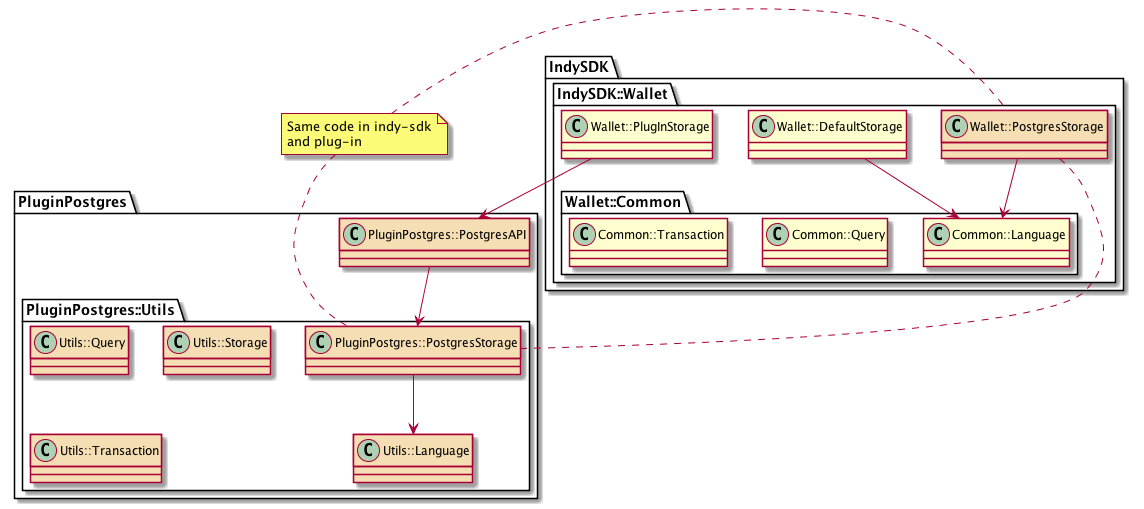 IndySDK
IndySDK::Wallet
C Wallet::PlugInStorage
C Wallet::DefaultStorage
C Wallet::PostgresStorage
Same code in indy-sdk
and plug-in
Wallet::Common
C Common::Transaction
C Common::Query
C Common::Language
PluginPostgres
C PluginPostgres::PostgresAPI
PluginPostgres::Utils
C Utils::Query
C Utils::Storage
C PluginPostgres::PostgresStorage
C Utils::Transaction
C Utils::Language